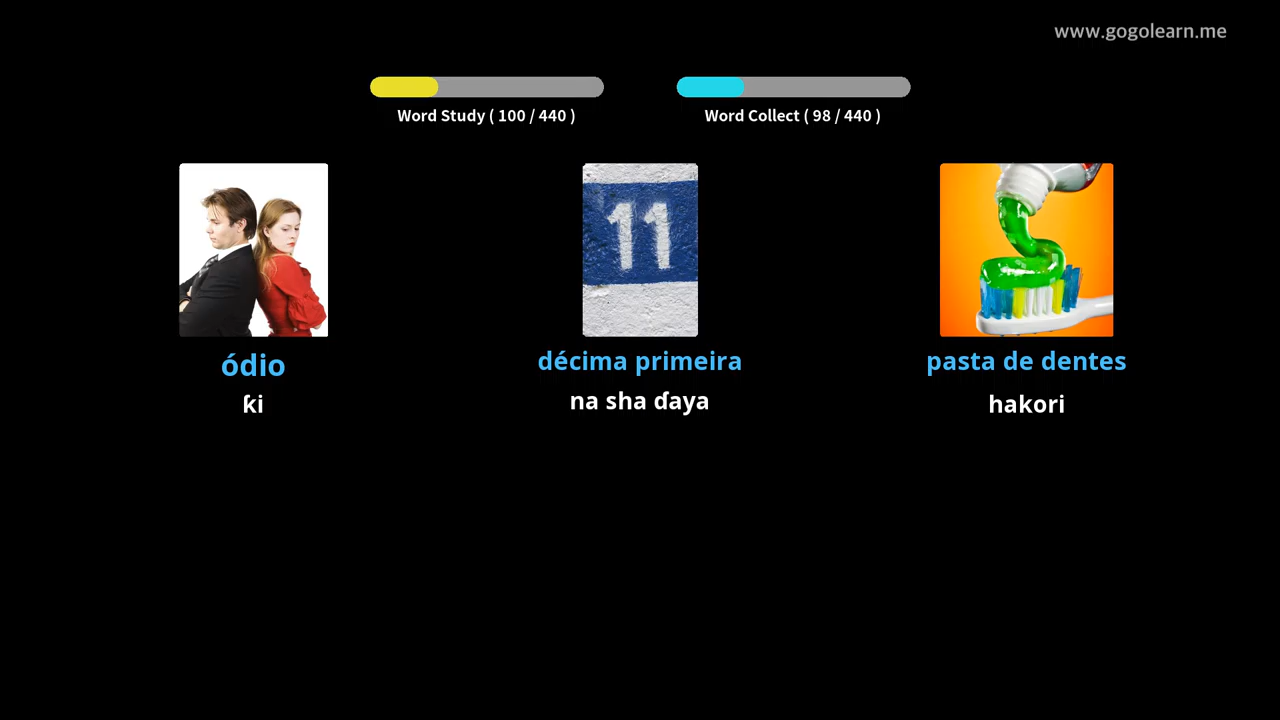 www.gogolearn.me
Word Study ( 100 / 440 )
Word Collect ( 98 / 440 )
11
ódio
décima primeira
pasta de dentes
ƙi
na sha ɗaya
hakori